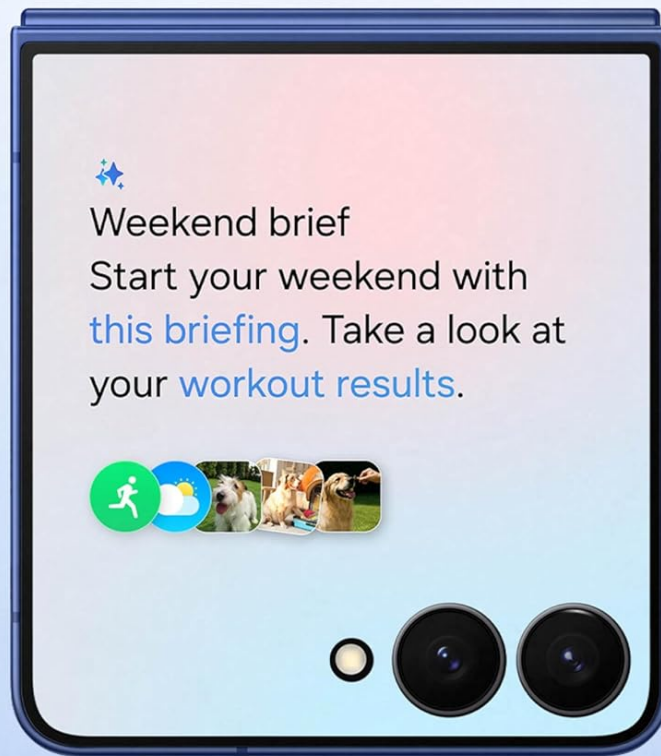 Weekend brief
Start your weekend with
this briefing. Take a look at
your workout results.